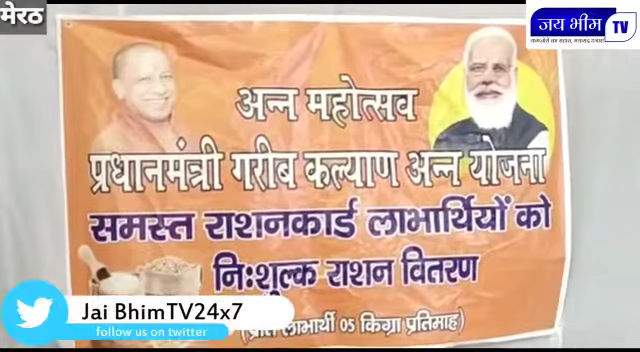 मेरठ
जय भीम TV
अन्न महोत्सव
प्रधानमंत्री गरीब कल्याण अन्न योजना
समस्त राशनकार्ड लाभार्थियों को
निःशुल्क राशन वितरण
(प्रति लाभार्थी 05 किग्रा प्रतिमाह)
Jai BhimTV24x7
follow us on twitter